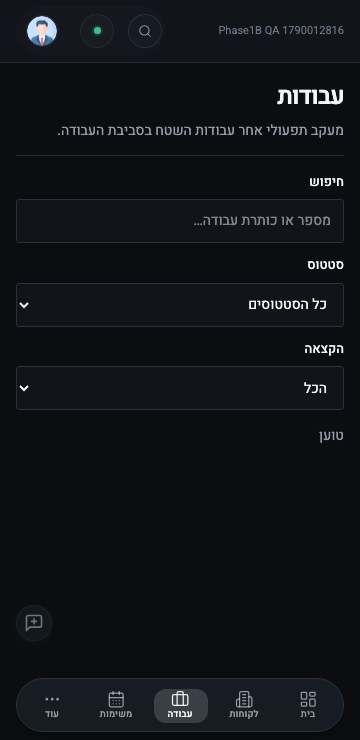 Phase1B QA 1790012816
עבודות
מעקב תפעולי אחר עבודות השטח בסביבת העבודה.
חיפוש
מספר או כותרת עבודה...
סטטוס
כל הסטטוסים
הקצאה
הכל
טוען
בית
לקוחות
עבודה
משימות
עוד